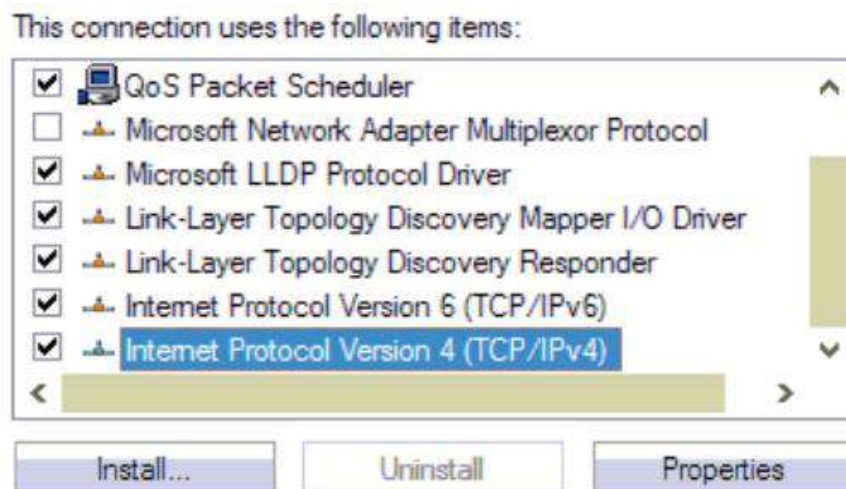 This connection uses the following items:
QoS Packet Scheduler
Microsoft Network Adapter Multiplexor Protocol
Microsoft LLDP Protocol Driver
Link-Layer Topology Discovery Mapper I/O Driver
Link-Layer Topology Discovery Responder
Internet Protocol Version 6 (TCP/IPv6)
Internet Protocol Version 4 (TCP/IPv4)
Install... Uninstall Properties